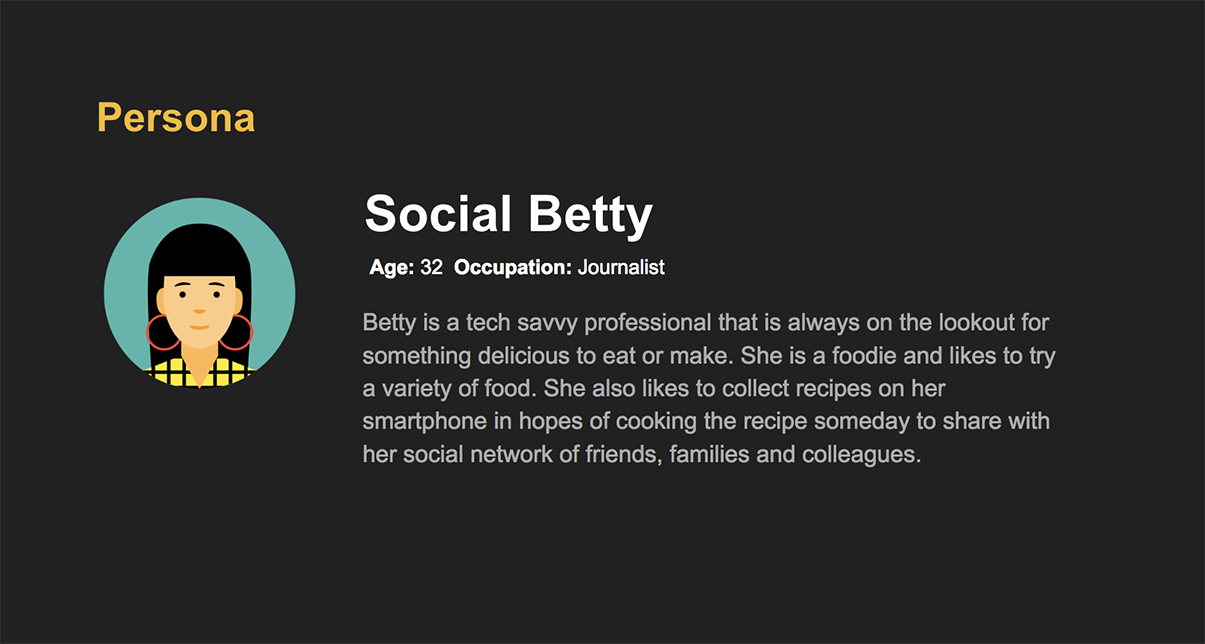 Persona
Social Betty
Age: 32 Occupation: Journalist
Betty is a tech savvy professional that is always on the lookout for
something delicious to eat or make. She is a foodie and likes to try
a variety of food. She also likes to collect recipes on her
smartphone in hopes of cooking the recipe someday to share with
her social network of friends, families and colleagues.